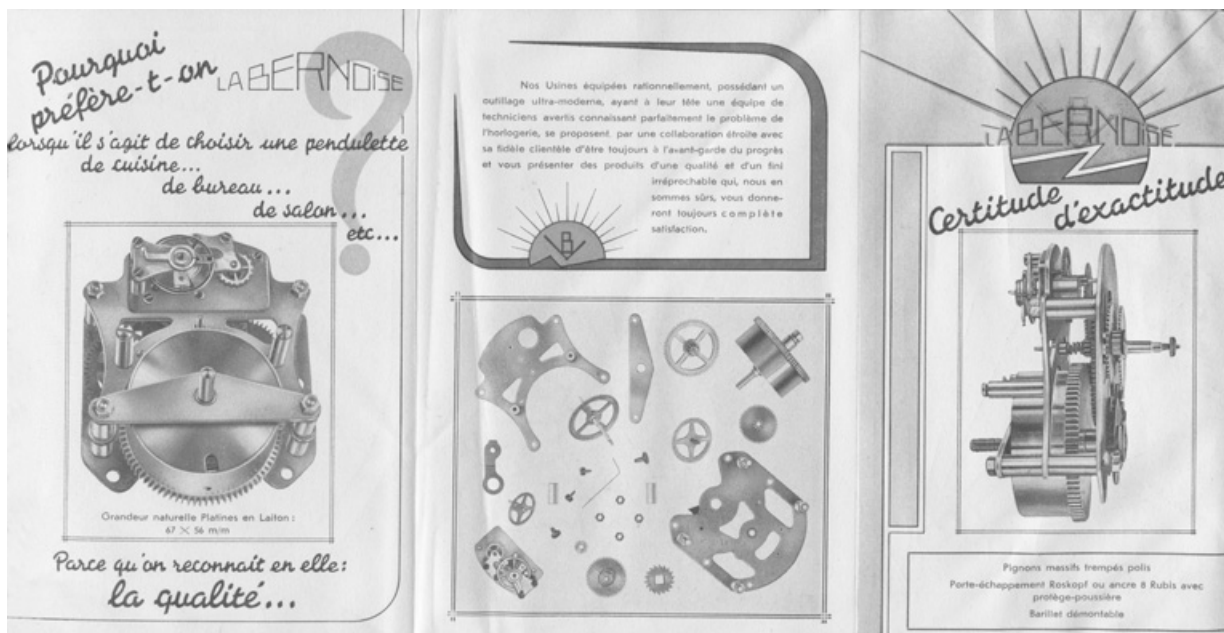 Pourquoi
préfère-t-on
LA BERNOISE
?
lorsqu'il s'agit de choisir une pendulette
de cuisine...
de bureau...
de salon...
etc...
Grandeur naturelle Platines en Laiton :
67 × 56 m/m
Parce qu'on reconnait en elle:
la qualité...
Nos Usines équipées rationnellement, possédant un
outillage ultra-moderne, ayant à leur tête une équipe de
techniciens avertis connaissant parfaitement le problème de
l'horlogerie, se proposent, par une collaboration étroite avec
sa fidèle clientèle d'être toujours à l'avant-garde du progrès
et vous présenter des produits d'une qualité et d'un fini
irréprochable qui, nous en
sommes sûrs, vous donne-
ront toujours complète
satisfaction.
LA BERNOISE
Certitude
d'exactitude
Pignons massifs trempés polis
Porte-échappement Roskopf ou ancre 8 Rubis avec
protège-poussière
Barillet démontable